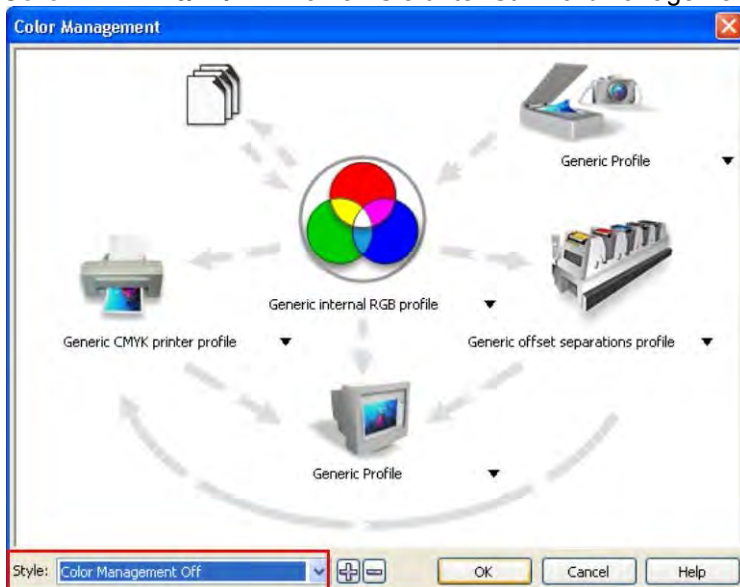 Color Management
Generic Profile
Generic internal RGB profile
Generic CMYK printer profile
Generic offset separations profile
Generic Profile
Style: Color Management Off
OK Cancel Help